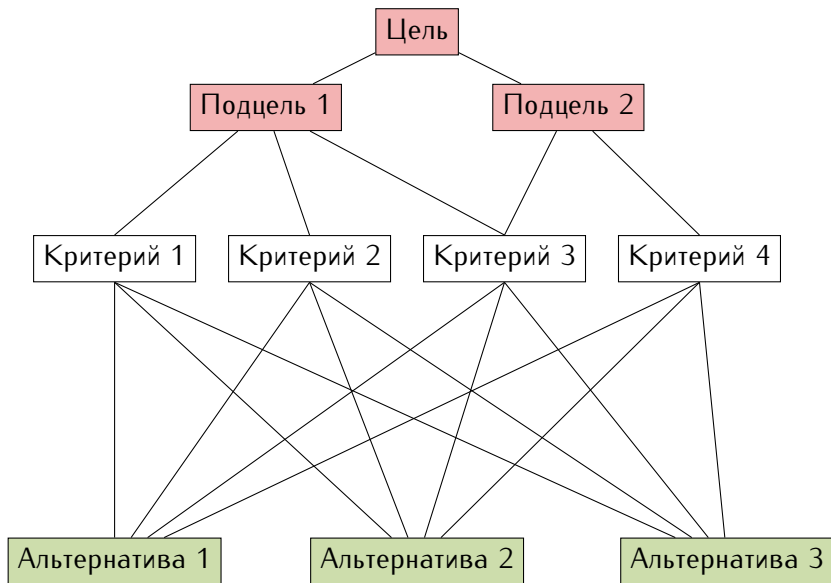 Цель
Подцель 1
Подцель 2
Критерий 1
Критерий 2
Критерий 3
Критерий 4
Альтернатива 1
Альтернатива 2
Альтернатива 3